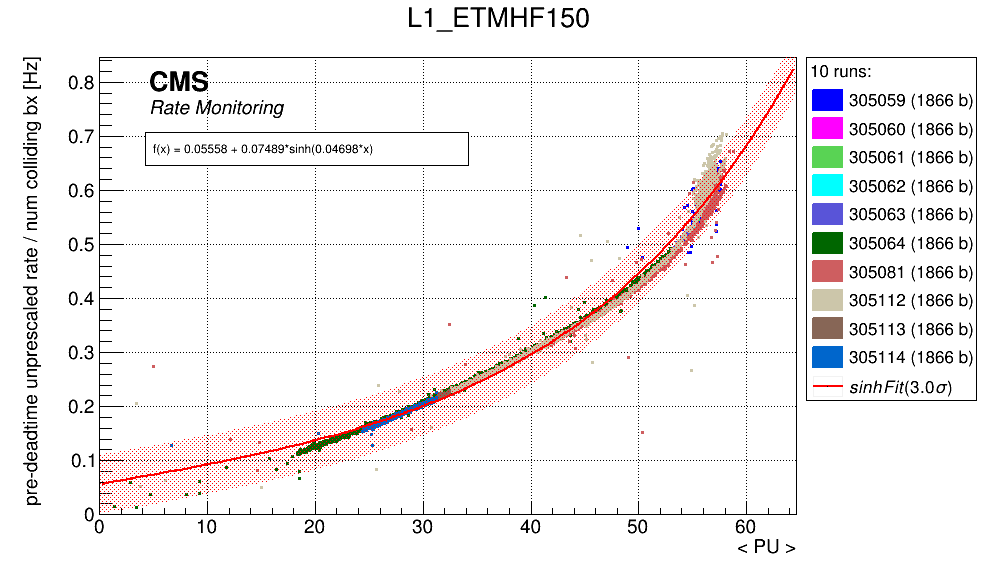 L1_ETMHF150
pre-deadtime unprescaled rate / num colliding bx [Hz]
CMS
Rate Monitoring
f(x) = 0.05558 + 0.07489*sinh(0.04698*x)
0.8
0.7
0.6
0.5
0.4
0.3
0.2
0.1
0
0 10 20 30 40 50 60
< PU >
10 runs:
305059 (1866 b)
305060 (1866 b)
305061 (1866 b)
305062 (1866 b)
305063 (1866 b)
305064 (1866 b)
305081 (1866 b)
305112 (1866 b)
305113 (1866 b)
305114 (1866 b)
sinhFit(3.0σ)